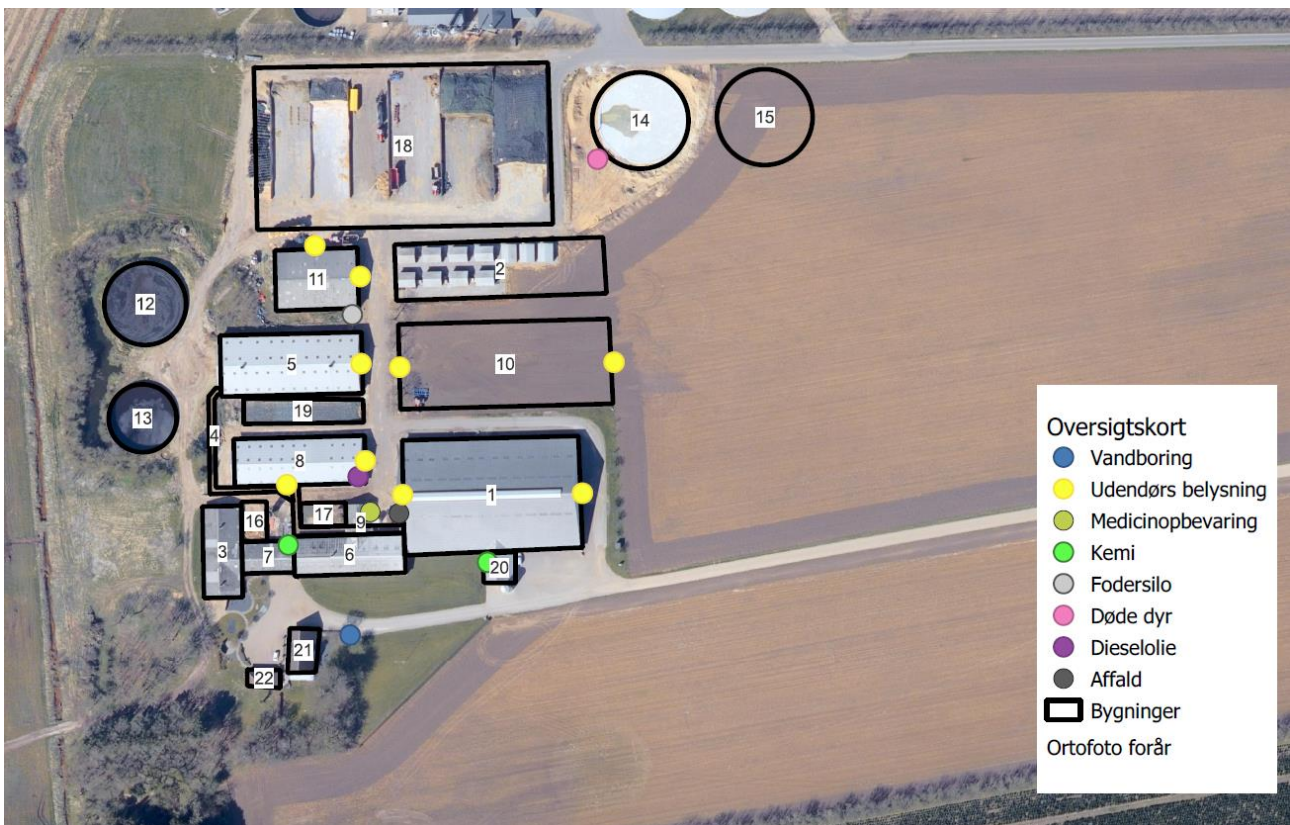 14
15
18
2
11
12
5
10
19
13
4
8
1
17
16
9
3
7
6
20
21
22
Oversigtskort
Vandboring
Udendørs belysning
Medicinopbevaring
Kemi
Fodersilo
Døde dyr
Dieselolie
Affald
Bygninger
Ortofoto forår